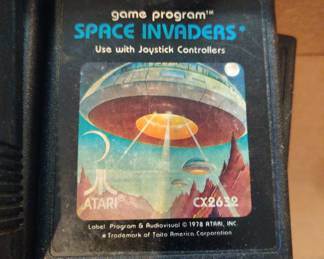 game program™
SPACE INVADERS*
Use with Joystick Controllers
ATARI® CX2632
Label, Program & Audiovisual © 1978 ATARI, INC.
* Trademark of Taito America Corporation